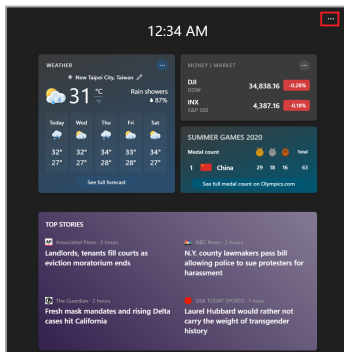 12:34 AM
WEATHER
New Taipei City, Taiwan
31 °C
°F
Rain showers
87%
Today Wed Thu Fri Sat
32° 32° 34° 33° 34°
27° 27° 27° 28° 28°
See full forecast
MONEY | MARKET
DJI
DOW
34,838.16 -0.28%
INX
S&P 500
4,387.16 -0.18%
SUMMER GAMES 2020
Medal count Total
1 China 29 18 16 63
See full medal count on Olympics.com
TOP STORIES
AP Associated Press · 2 hours
Landlords, tenants fill courts as
eviction moratorium ends
NBC News · 2 hours
N.Y. county lawmakers pass bill
allowing police to sue protesters for
harassment
The Guardian · 2 hours
Fresh mask mandates and rising Delta
cases hit California
USA TODAY SPORTS · 1 hour
Laurel Hubbard would rather not
carry the weight of transgender
history